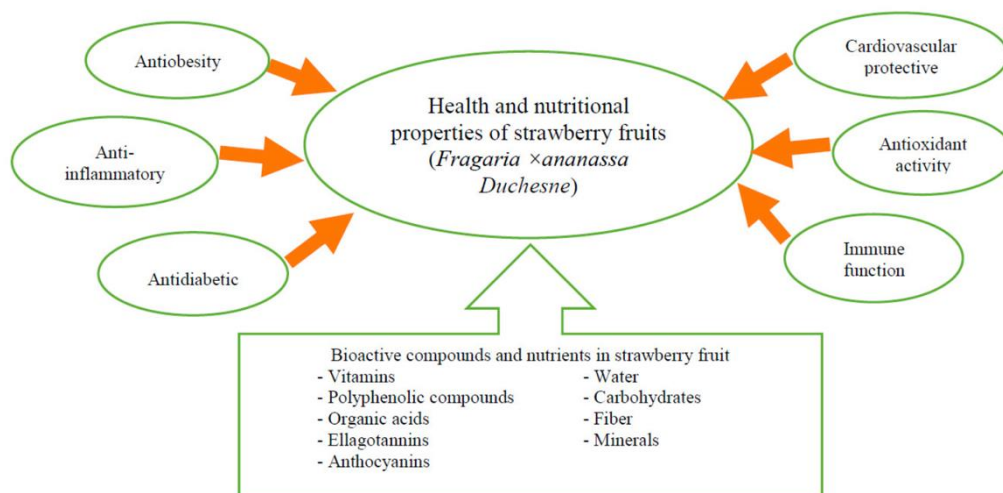 Antiobesity
Anti-
inflammatory
Antidiabetic
Health and nutritional
properties of strawberry fruits
(Fragaria ×ananassa
Duchesne)
Cardiovascular
protective
Antioxidant
activity
Immune
function
Bioactive compounds and nutrients in strawberry fruit
- Vitamins
- Polyphenolic compounds
- Organic acids
- Ellagotannins
- Anthocyanins
- Water
- Carbohydrates
- Fiber
- Minerals